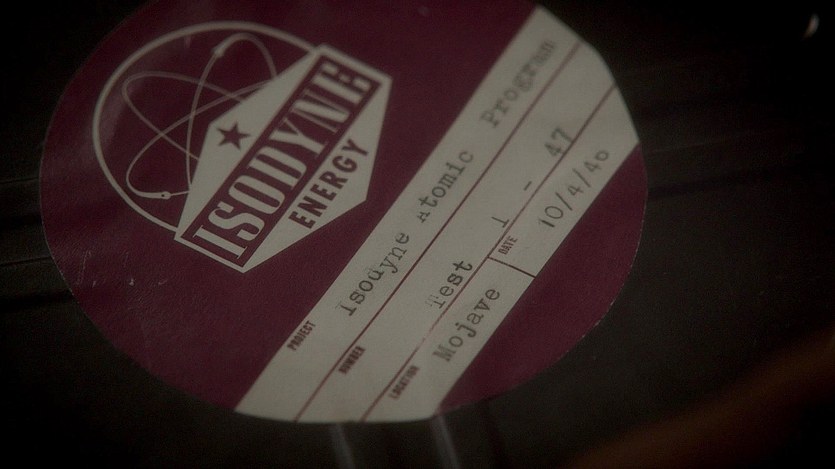 ISODYNE
ENERGY
PROJECT Isodyne Atomic Program
NUMBER Test 1 - 47
LOCATION Mojave DATE 10/4/46